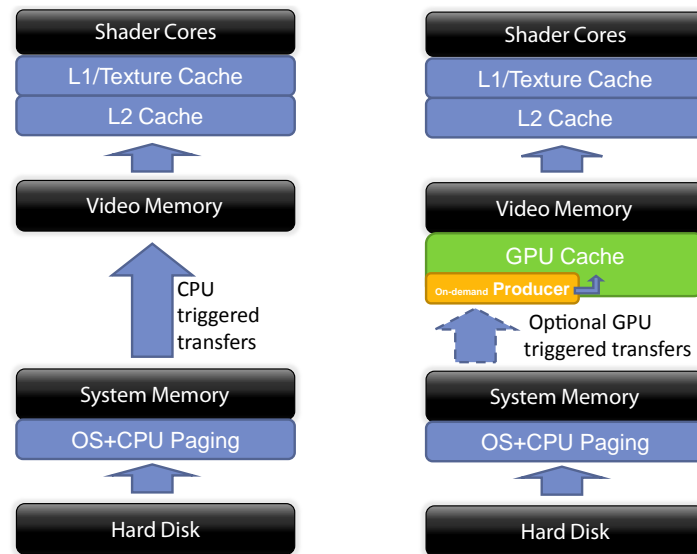 Shader Cores
L1/Texture Cache
L2 Cache
Video Memory
CPU
triggered
transfers
System Memory
OS+CPU Paging
Hard Disk
Shader Cores
L1/Texture Cache
L2 Cache
Video Memory
GPU Cache
On-demand Producer
Optional GPU
triggered transfers
System Memory
OS+CPU Paging
Hard Disk